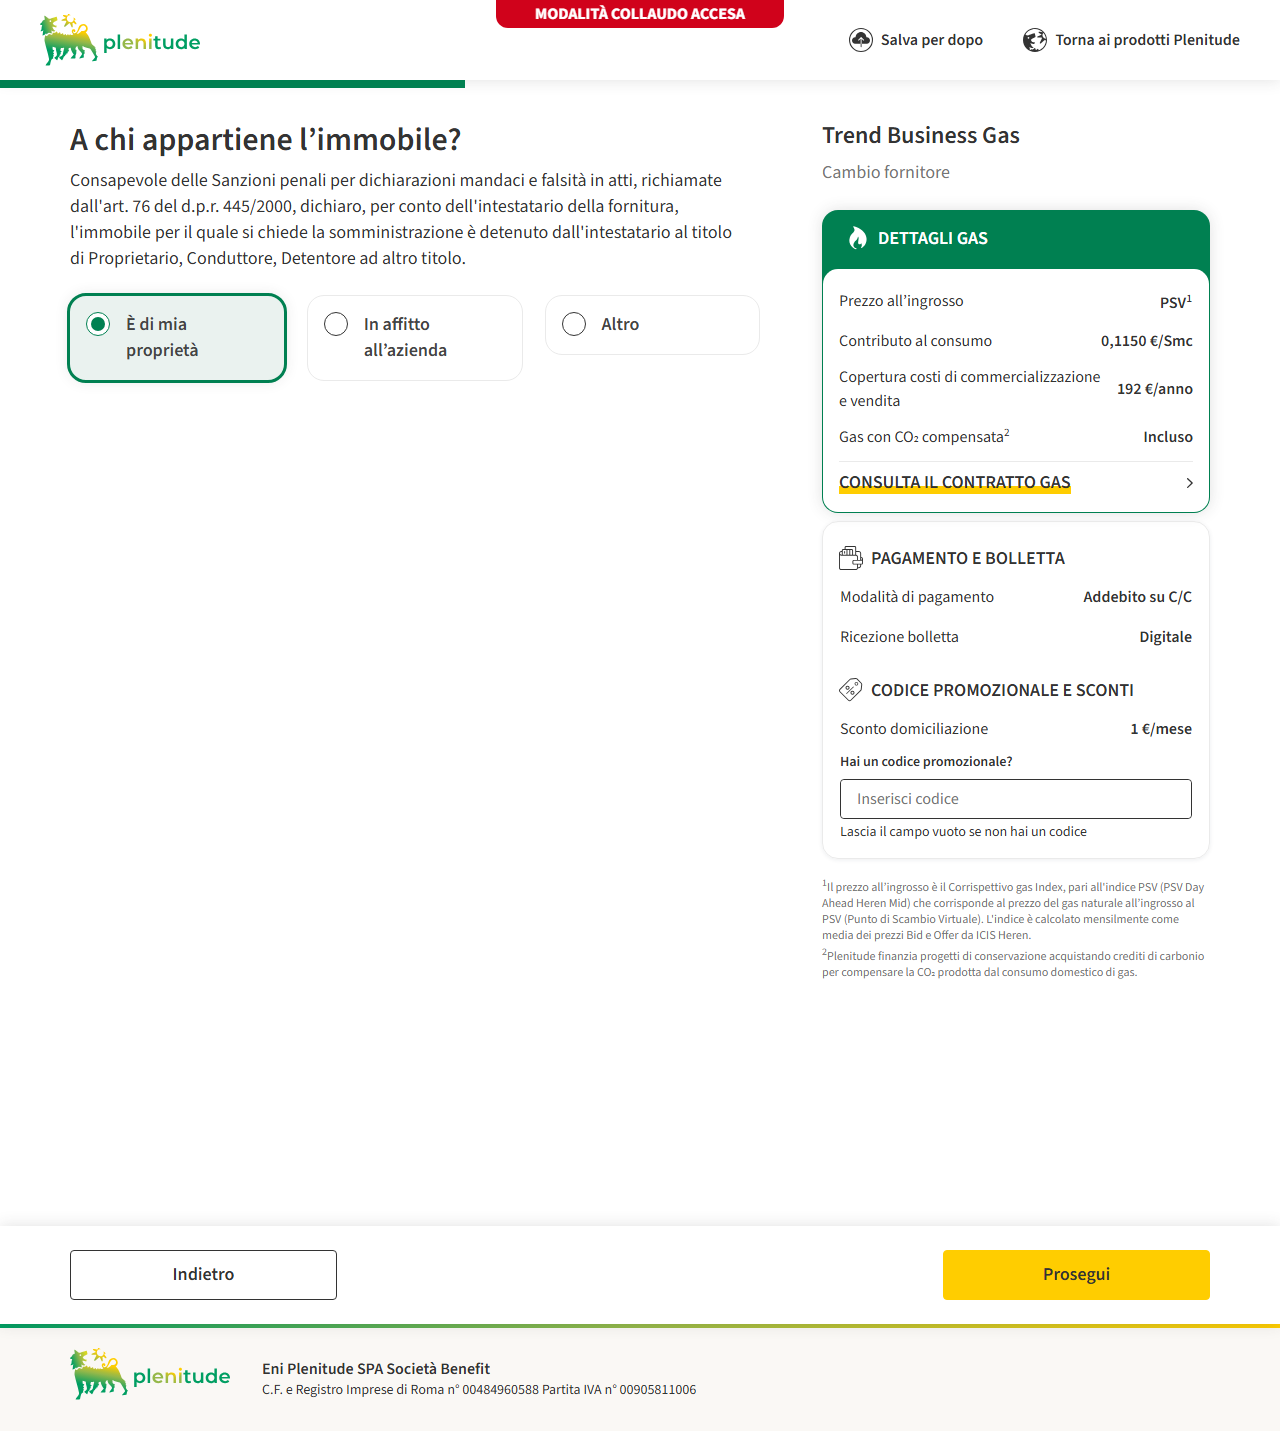 MODALITÀ COLLAUDO ACCESA
plenitude
Salva per dopo
Torna ai prodotti Plenitude
A chi appartiene l’immobile?
Consapevole delle Sanzioni penali per dichiarazioni mandaci e falsità in atti, richiamate
dall'art. 76 del d.p.r. 445/2000, dichiaro, per conto dell'intestatario della fornitura,
l'immobile per il quale si chiede la somministrazione è detenuto dall'intestatario al titolo
di Proprietario, Conduttore, Detentore ad altro titolo.
È di mia
proprietà
In affitto
all’azienda
Altro
Trend Business Gas
Cambio fornitore
DETTAGLI GAS
Prezzo all’ingrosso PSV¹
Contributo al consumo 0,1150 €/Smc
Copertura costi di commercializzazione
e vendita 192 €/anno
Gas con CO₂ compensata² Incluso
CONSULTA IL CONTRATTO GAS
PAGAMENTO E BOLLETTA
Modalità di pagamento Addebito su C/C
Ricezione bolletta Digitale
CODICE PROMOZIONALE E SCONTI
Sconto domiciliazione 1 €/mese
Hai un codice promozionale?
Inserisci codice
Lascia il campo vuoto se non hai un codice
¹Il prezzo all’ingrosso è il Corrispettivo gas Index, pari all'indice PSV (PSV Day
Ahead Heren Mid) che corrisponde al prezzo del gas naturale all’ingrosso al
PSV (Punto di Scambio Virtuale). L'indice è calcolato mensilmente come
media dei prezzi Bid e Offer da ICIS Heren.
²Plenitude finanzia progetti di conservazione acquistando crediti di carbonio
per compensare la CO₂ prodotta dal consumo domestico di gas.
Indietro
Prosegui
plenitude
Eni Plenitude SPA Società Benefit
C.F. e Registro Imprese di Roma n° 00484960588 Partita IVA n° 00905811006